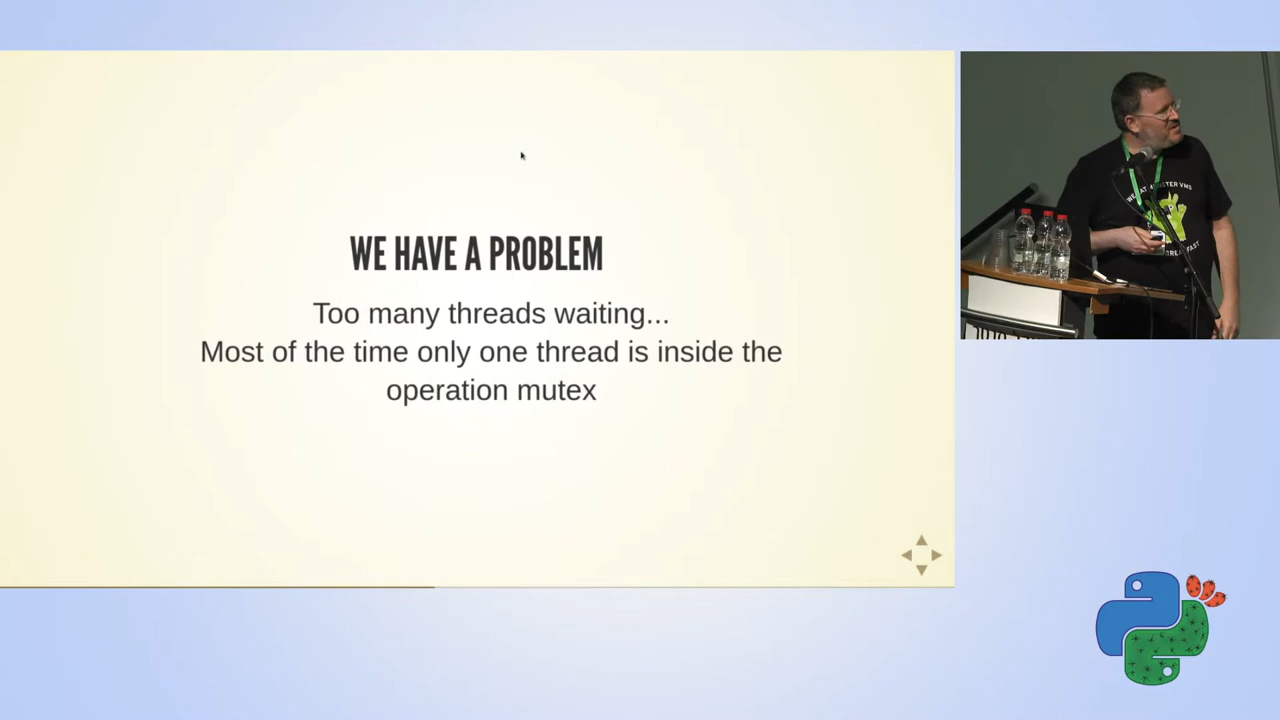 WE HAVE A PROBLEM
Too many threads waiting...
Most of the time only one thread is inside the
operation mutex